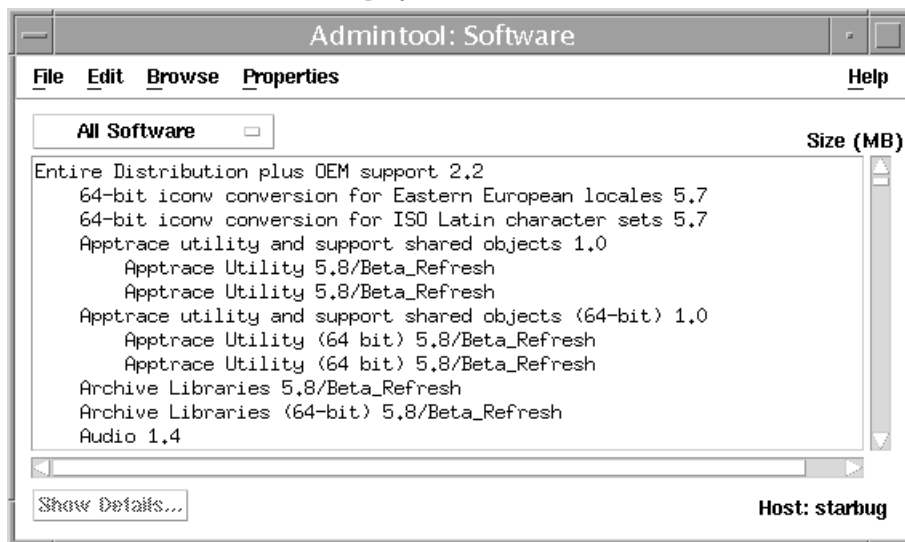 Admintool: Software
File Edit Browse Properties Help
All Software
Size (MB)
Entire Distribution plus OEM support 2.2
64-bit iconv conversion for Eastern European locales 5.7
64-bit iconv conversion for ISO Latin character sets 5.7
Apptrace utility and support shared objects 1.0
Apptrace Utility 5.8/Beta_Refresh
Apptrace Utility 5.8/Beta_Refresh
Apptrace utility and support shared objects (64-bit) 1.0
Apptrace Utility (64 bit) 5.8/Beta_Refresh
Apptrace Utility (64 bit) 5.8/Beta_Refresh
Archive Libraries 5.8/Beta_Refresh
Archive Libraries (64-bit) 5.8/Beta_Refresh
Audio 1.4
Show Details...
Host: starbug